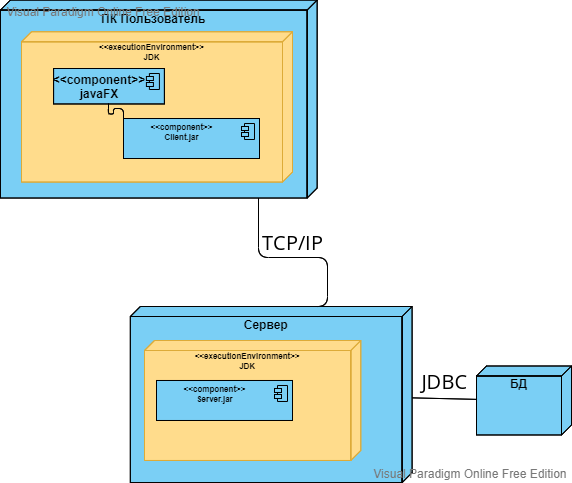 Visual Paradigm Online Free Edition
ПК Пользователь
<<executionEnvironment>>
JDK
<<component>>
javaFX
<<component>>
Client.jar
TCP/IP
Сервер
<<executionEnvironment>>
JDK
<<component>>
Server.jar
JDBC
БД
Visual Paradigm Online Free Edition